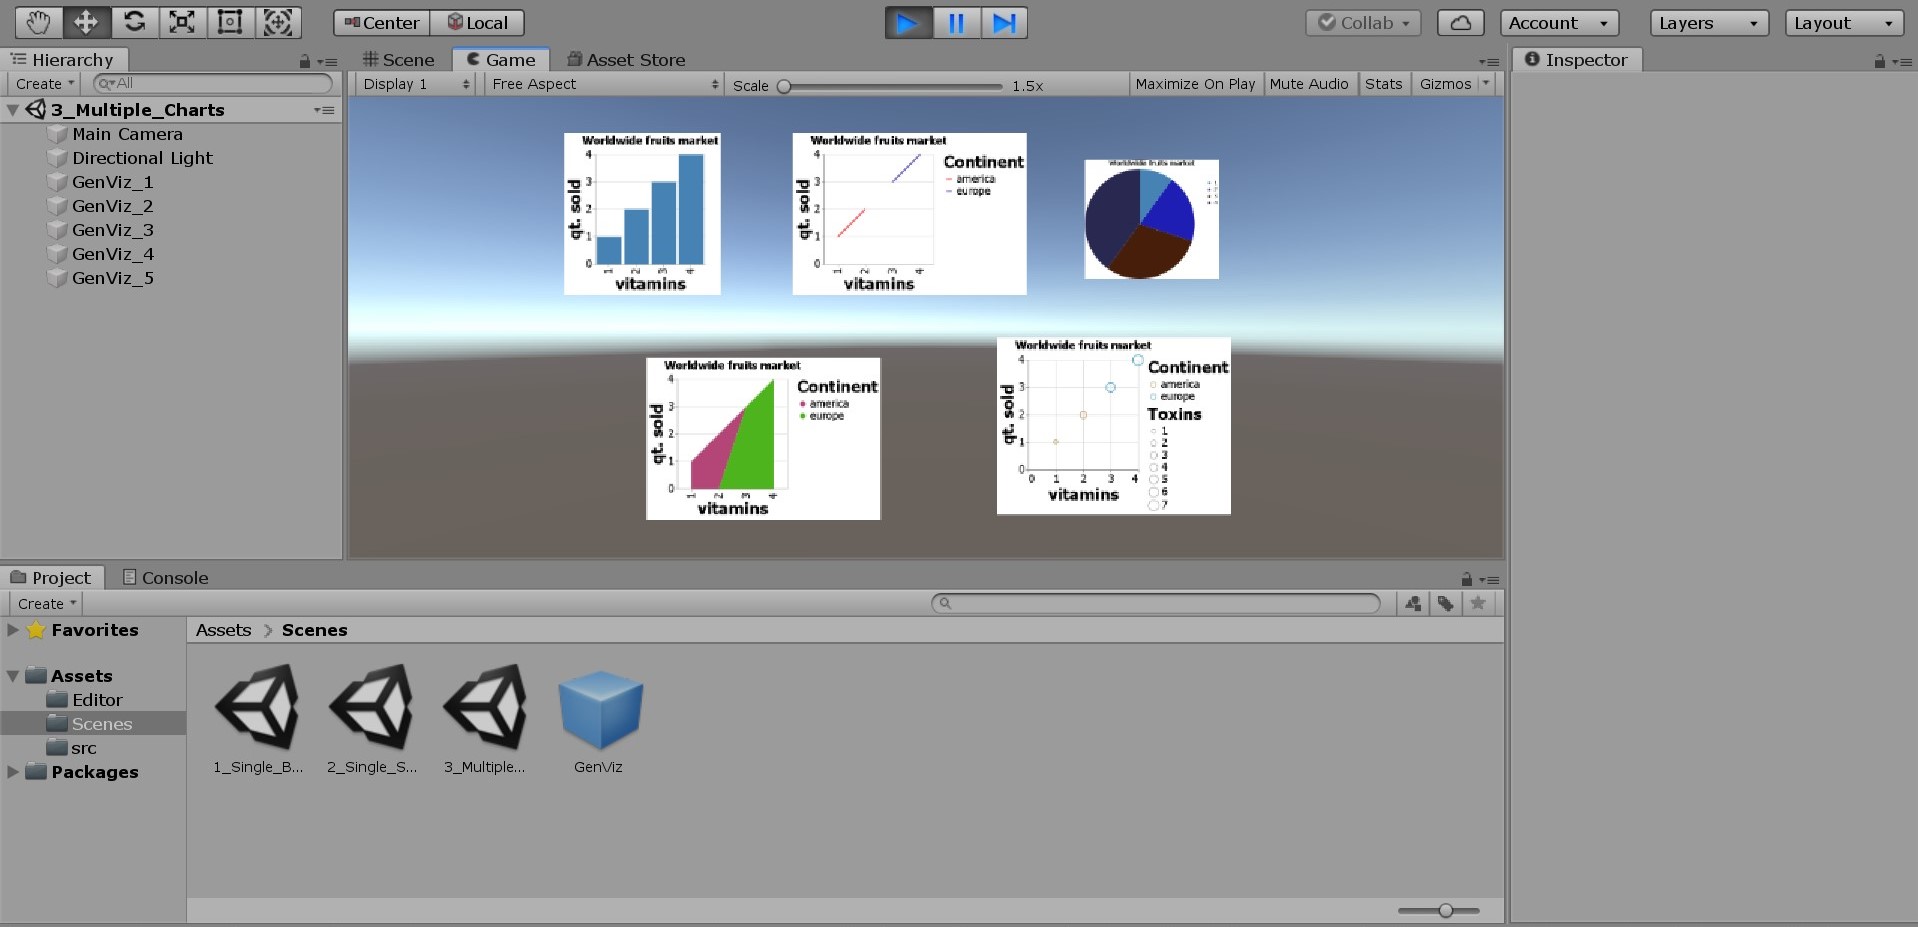 Center Local
Collab Account Layers Layout
Hierarchy
Create All
3_Multiple_Charts
Main Camera
Directional Light
GenViz_1
GenViz_2
GenViz_3
GenViz_4
GenViz_5
Scene Game Asset Store
Display 1 Free Aspect Scale 1.5x Maximize On Play Mute Audio Stats Gizmos
Worldwide fruits market
4
3
2
1
0
qt. sold
1 2 3 4
vitamins
Worldwide fruits market
4
3
2
1
0
qt. sold
1 2 3 4
vitamins
Continent
america
europe
Worldwide fruits market
Worldwide fruits market
4
3
2
1
0
qt. sold
1 2 3 4
vitamins
Continent
america
europe
Worldwide fruits market
4
3
2
1
0
qt. sold
0 1 2 3 4
vitamins
Continent
america
europe
Toxins
1
2
3
4
5
6
7
Inspector
Project Console
Create
Favorites
Assets
Editor
Scenes
src
Packages
Assets > Scenes
1_Single_B... 2_Single_S... 3_Multiple... GenViz